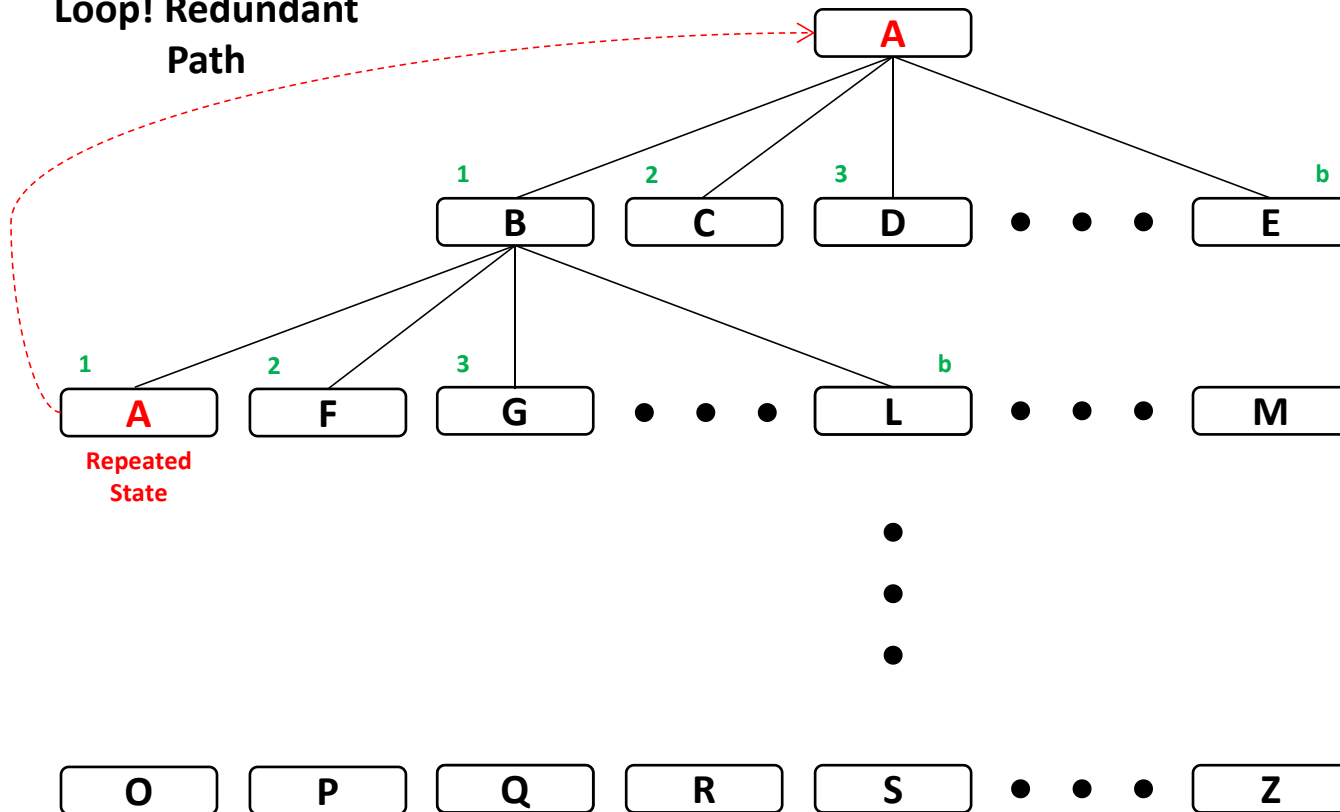 Loop! Redundant
Path
A
1 2 3 b
B C D E
1 2 3 b
A F G L M
Repeated
State
O P Q R S Z